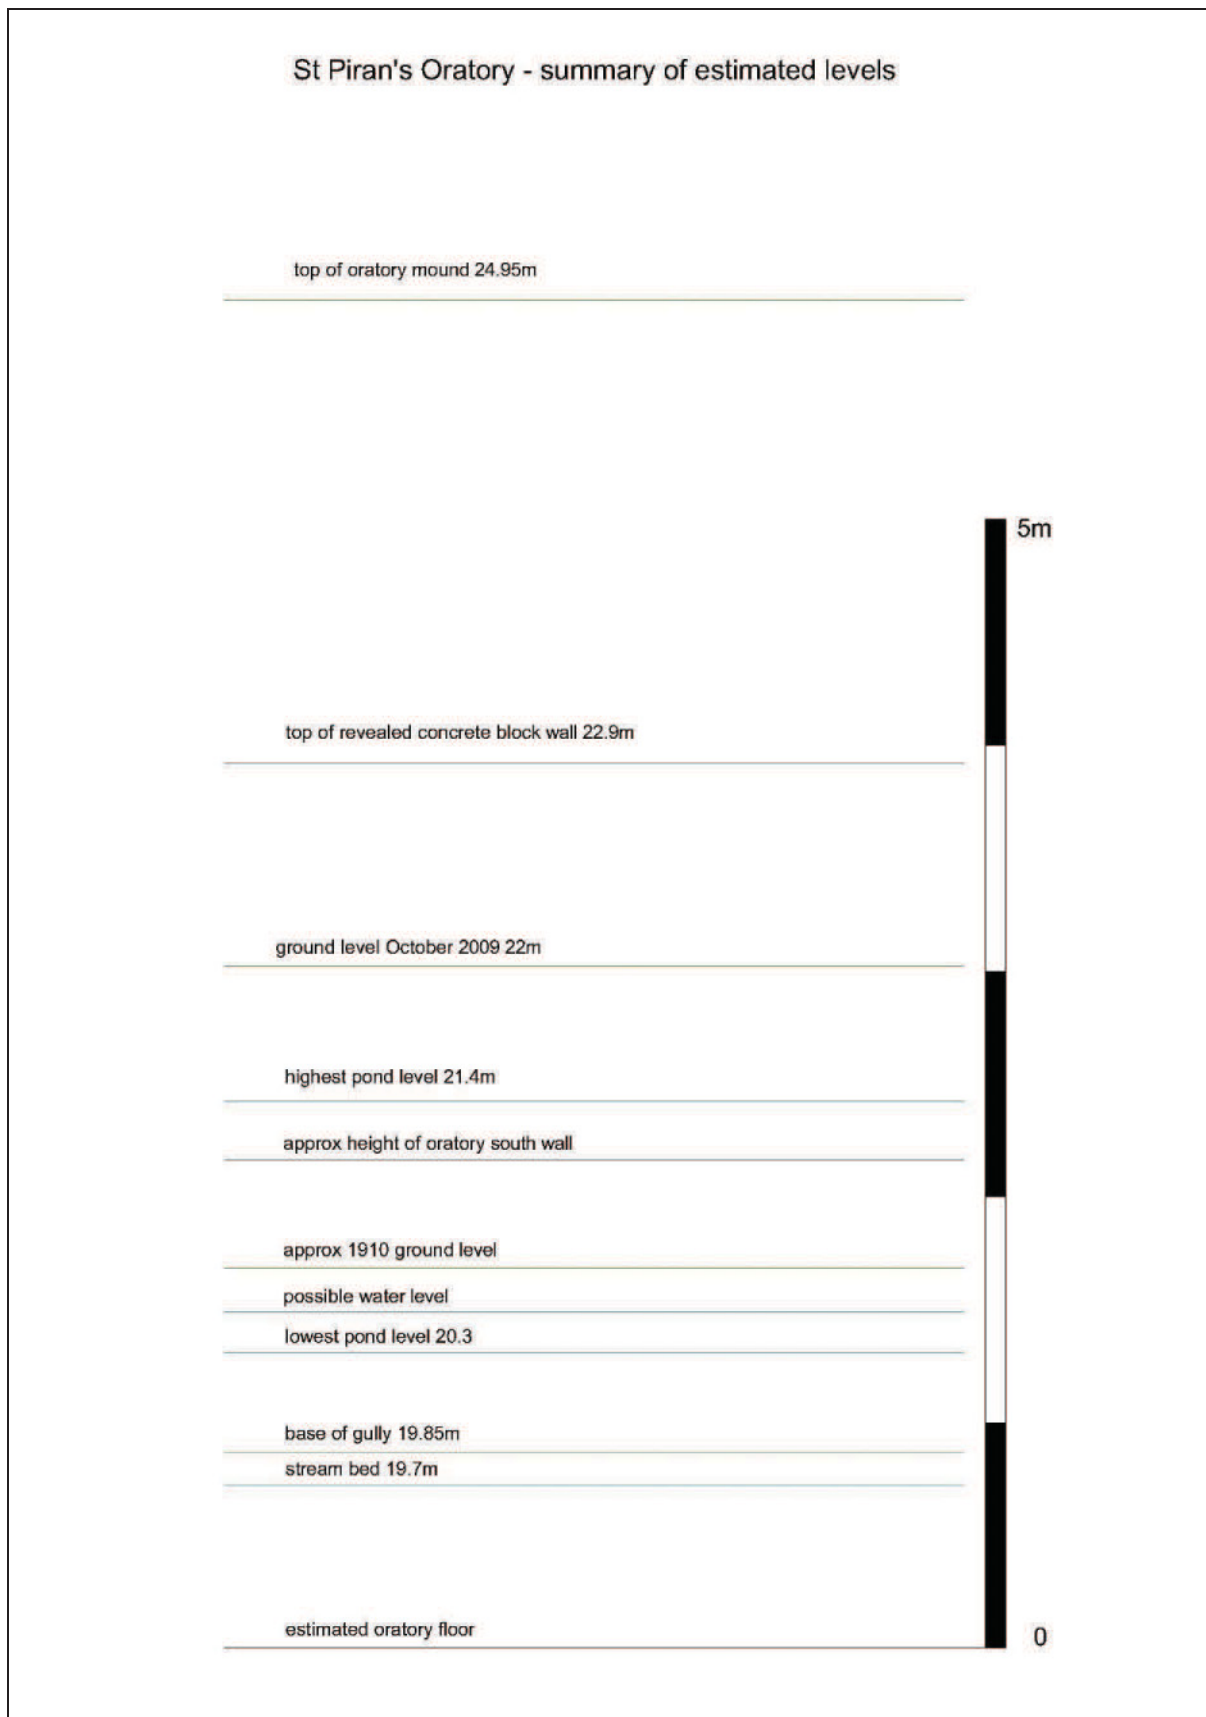 St Piran's Oratory - summary of estimated levels
top of oratory mound 24.95m
5m
top of revealed concrete block wall 22.9m
ground level October 2009 22m
highest pond level 21.4m
approx height of oratory south wall
approx 1910 ground level
possible water level
lowest pond level 20.3
base of gully 19.85m
stream bed 19.7m
estimated oratory floor
0